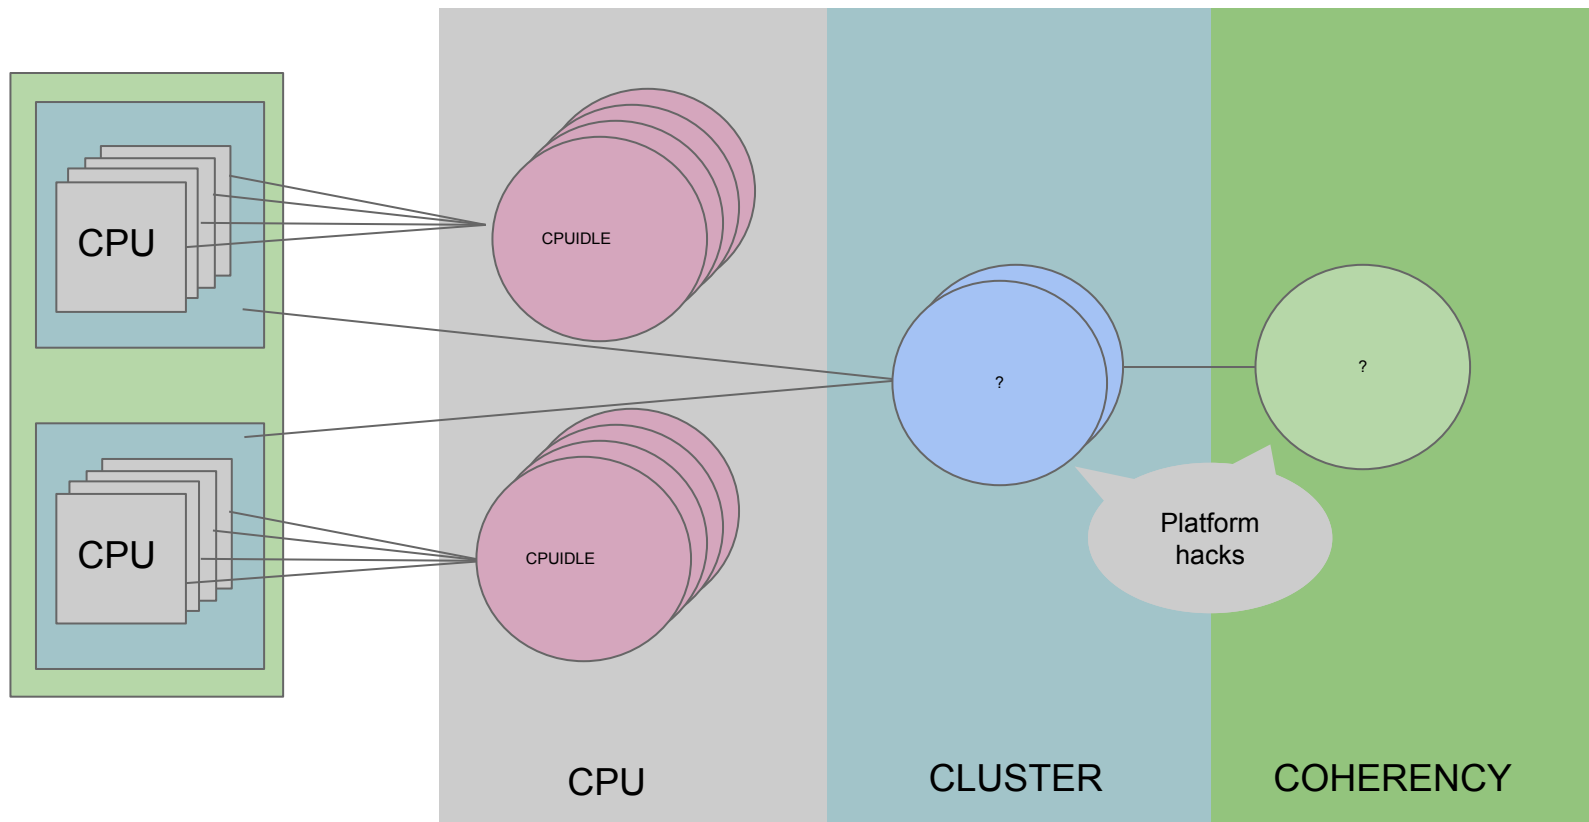 CPU
CPUIDLE
?
?
CPU
CPUIDLE
Platform
hacks
CPU
CLUSTER
COHERENCY